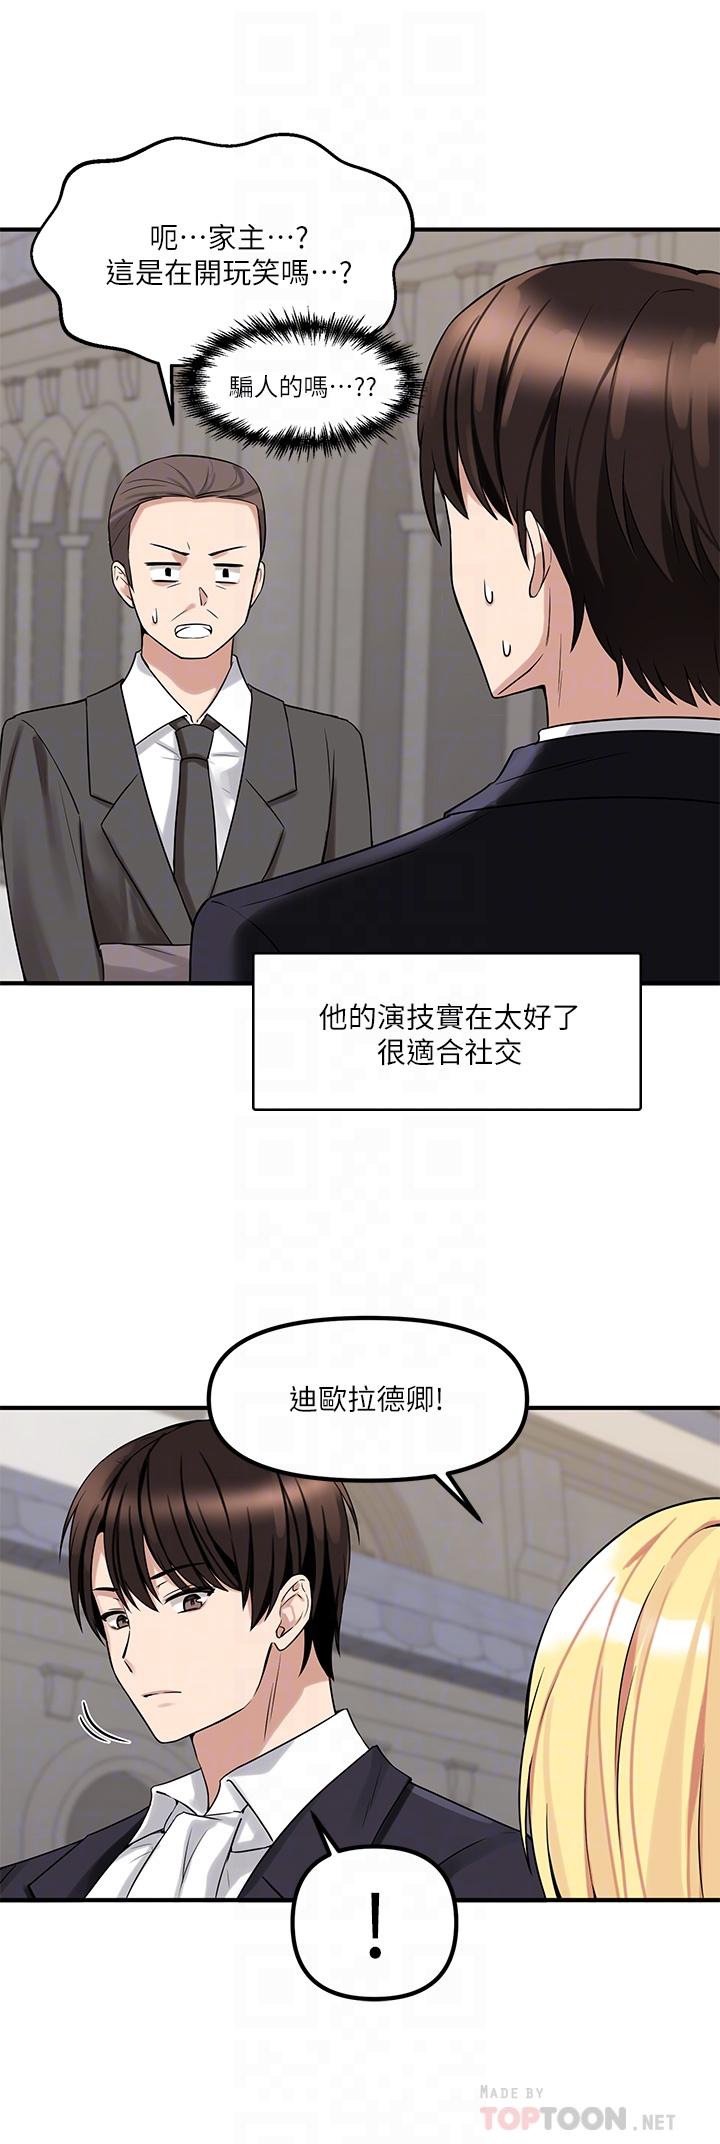 呃…家主…?
這是在開玩笑嗎…?
騙人的嗎…??
他的演技實在太好了
很適合社交
迪歐拉德卿!
!
MADE BY
TOPTOON.NET